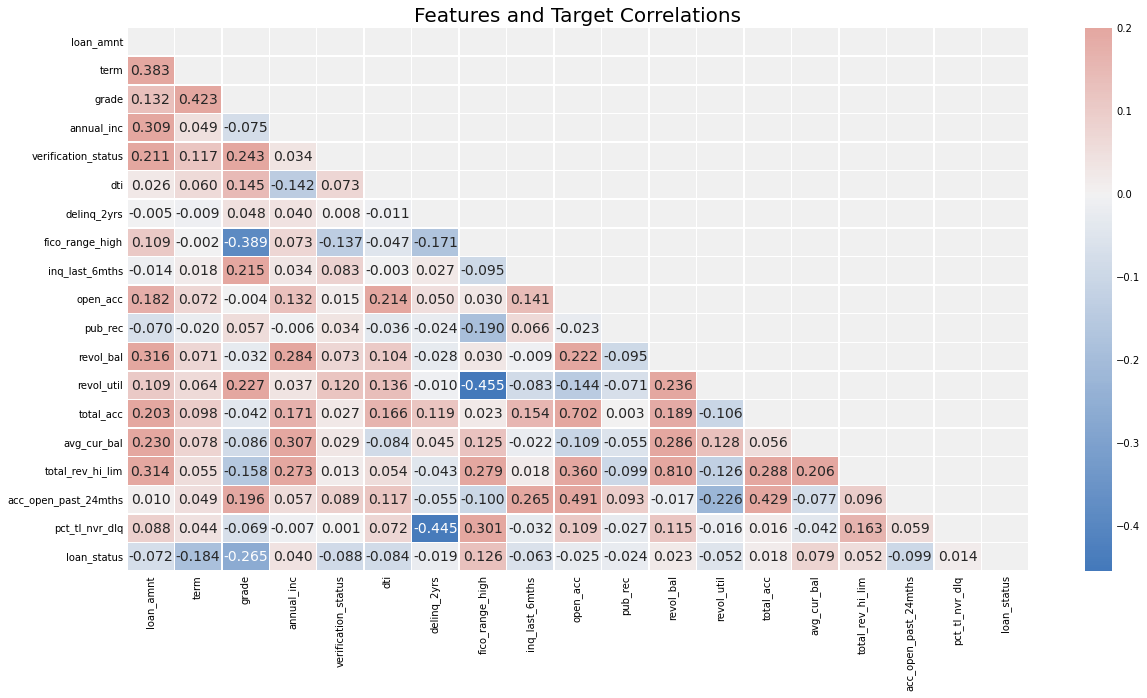 Features and Target Correlations
loan_amnt
term 0.383
grade 0.132 0.423
annual_inc 0.309 0.049 -0.075
verification_status 0.211 0.117 0.243 0.034
dti 0.026 0.060 0.145 -0.142 0.073
delinq_2yrs -0.005 -0.009 0.048 0.040 0.008 -0.011
fico_range_high 0.109 -0.002 -0.389 0.073 -0.137 -0.047 -0.171
inq_last_6mths -0.014 0.018 0.215 0.034 0.083 -0.003 0.027 -0.095
open_acc 0.182 0.072 -0.004 0.132 0.015 0.214 0.050 0.030 0.141
pub_rec -0.070 -0.020 0.057 -0.006 0.034 -0.036 -0.024 -0.190 0.066 -0.023
revol_bal 0.316 0.071 -0.032 0.284 0.073 0.104 -0.028 0.030 -0.009 0.222 -0.095
revol_util 0.109 0.064 0.227 0.037 0.120 0.136 -0.010 -0.455 -0.083 -0.144 -0.071 0.236
total_acc 0.203 0.098 -0.042 0.171 0.027 0.166 0.119 0.023 0.154 0.702 0.003 0.189 -0.106
avg_cur_bal 0.230 0.078 -0.086 0.307 0.029 -0.084 0.045 0.125 -0.022 -0.109 -0.055 0.286 0.128 0.056
total_rev_hi_lim 0.314 0.055 -0.158 0.273 0.013 0.054 -0.043 0.279 0.018 0.360 -0.099 0.810 -0.126 0.288 0.206
acc_open_past_24mths 0.010 0.049 0.196 0.057 0.089 0.117 -0.055 -0.100 0.265 0.491 0.093 -0.017 -0.226 0.429 -0.077 0.096
pct_tl_nvr_dlq 0.088 0.044 -0.069 -0.007 0.001 0.072 -0.445 0.301 -0.032 0.109 -0.027 0.115 -0.016 0.016 -0.042 0.163 0.059
loan_status -0.072 -0.184 -0.265 0.040 -0.088 -0.084 -0.019 0.126 -0.063 -0.025 -0.024 0.023 -0.052 0.018 0.079 0.052 -0.099 0.014
loan_amnt
term
grade
annual_inc
verification_status
dti
delinq_2yrs
fico_range_high
inq_last_6mths
open_acc
pub_rec
revol_bal
revol_util
total_acc
avg_cur_bal
total_rev_hi_lim
acc_open_past_24mths
pct_tl_nvr_dlq
loan_status
0.2
0.1
0.0
−0.1
−0.2
−0.3
−0.4